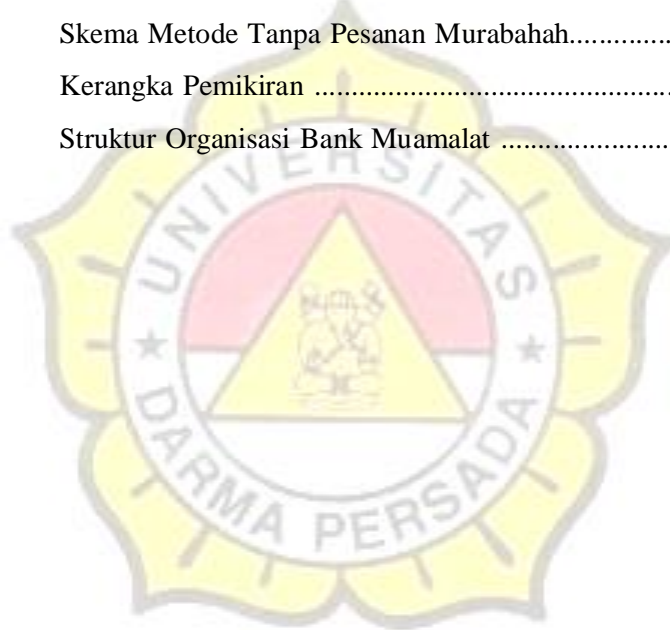 Skema Metode Tanpa Pesanan Murabahah..............
Kerangka Pemikiran .......................................
Struktur Organisasi Bank Muamalat ...................
UNIVERSITAS
★ DARMA PERSADA ★